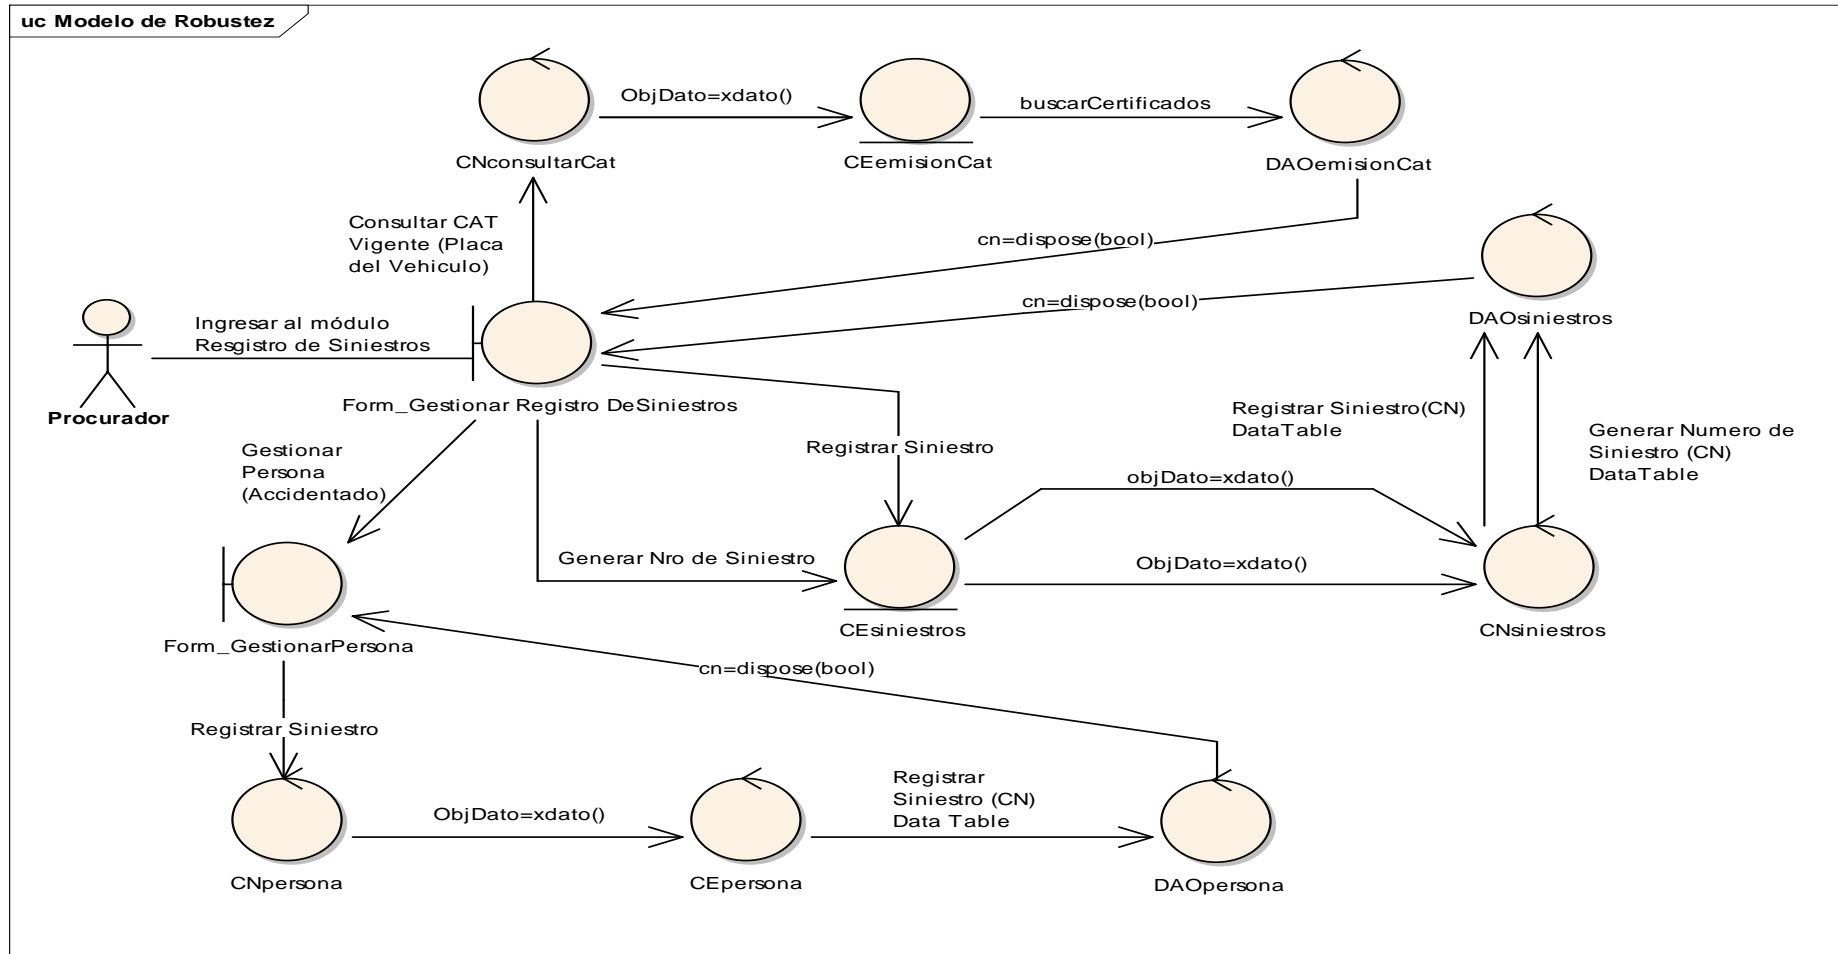 uc Modelo de Robustez
ObjDato=xdato()
buscarCertificados
CNconsultarCat
CEemisionCat
DAOemisionCat
Consultar CAT
Vigente (Placa
del Vehiculo)
cn=dispose(bool)
cn=dispose(bool)
DAOsiniestros
Ingresar al módulo
Resgistro de Siniestros
Procurador
Form_Gestionar Registro DeSiniestros
Gestionar
Persona
(Accidentado)
Registrar Siniestro
Registrar Siniestro(CN)
DataTable
Generar Numero de
Siniestro (CN)
DataTable
objDato=xdato()
Generar Nro de Siniestro
ObjDato=xdato()
CEsiniestros
CNsiniestros
Form_GestionarPersona
cn=dispose(bool)
Registrar Siniestro
ObjDato=xdato()
Registrar
Siniestro (CN)
Data Table
CNpersona
CEpersona
DAOpersona